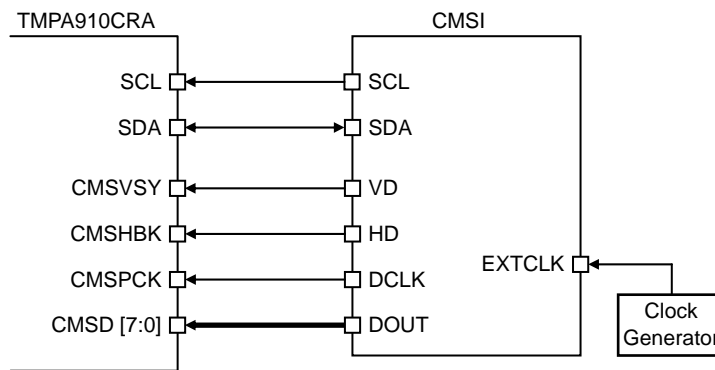 TMPA910CRA
CMSI
SCL
SCL
SDA
SDA
CMSVSY
VD
CMSHBK
HD
CMSPCK
DCLK
EXTCLK
CMSD [7:0]
DOUT
Clock
Generator